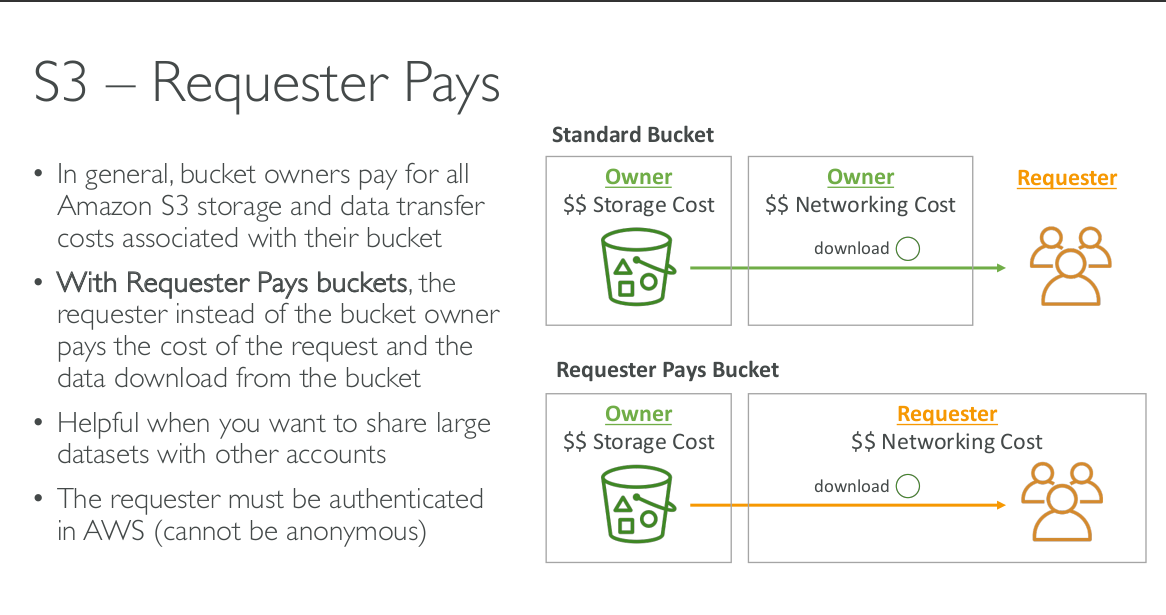 S3 – Requester Pays
• In general, bucket owners pay for all
Amazon S3 storage and data transfer
costs associated with their bucket
• With Requester Pays buckets, the
requester instead of the bucket owner
pays the cost of the request and the
data download from the bucket
• Helpful when you want to share large
datasets with other accounts
• The requester must be authenticated
in AWS (cannot be anonymous)
Standard Bucket
Owner
$$ Storage Cost
Owner
$$ Networking Cost
download
Requester
Requester Pays Bucket
Owner
$$ Storage Cost
Requester
$$ Networking Cost
download